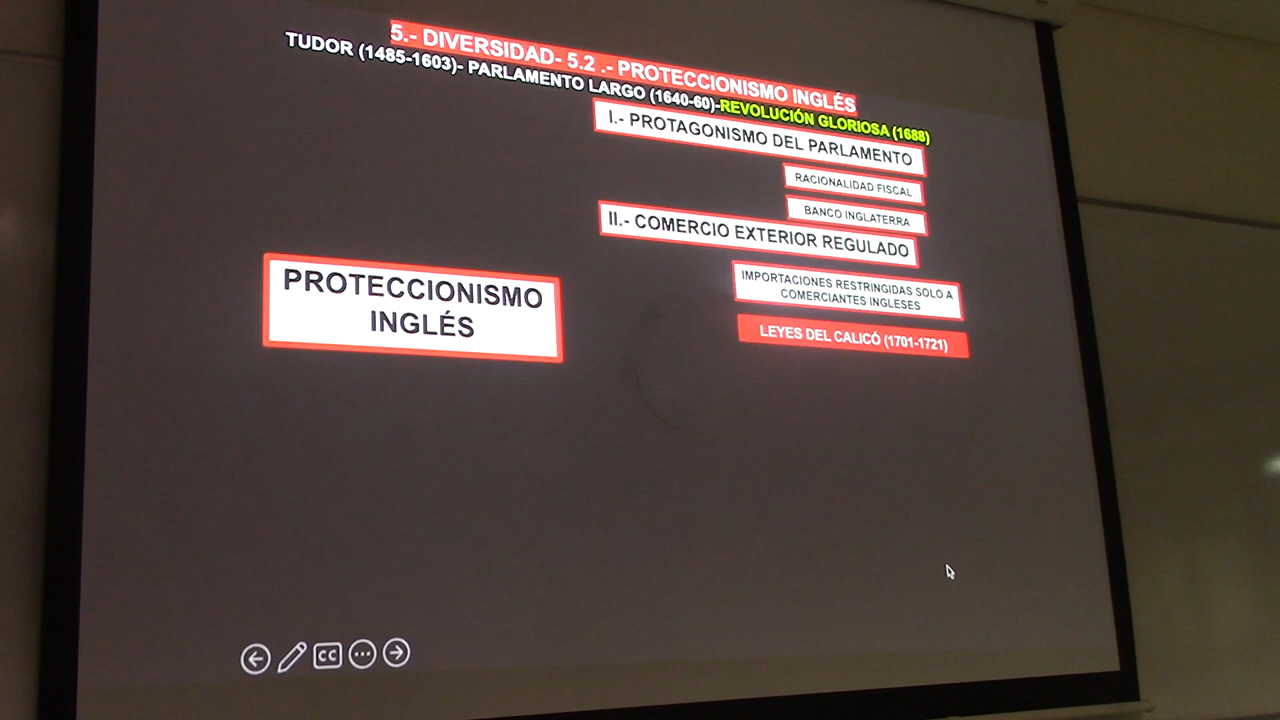 5.- DIVERSIDAD- 5.2 .- PROTECCIONISMO INGLÉS
TUDOR (1485-1603)- PARLAMENTO LARGO (1640-60)-REVOLUCIÓN GLORIOSA (1688)
I.- PROTAGONISMO DEL PARLAMENTO
RACIONALIDAD FISCAL
BANCO INGLATERRA
II.- COMERCIO EXTERIOR REGULADO
IMPORTACIONES RESTRINGIDAS SOLO A
COMERCIANTES INGLESES
LEYES DEL CALICÓ (1701-1721)
PROTECCIONISMO
INGLÉS
CC